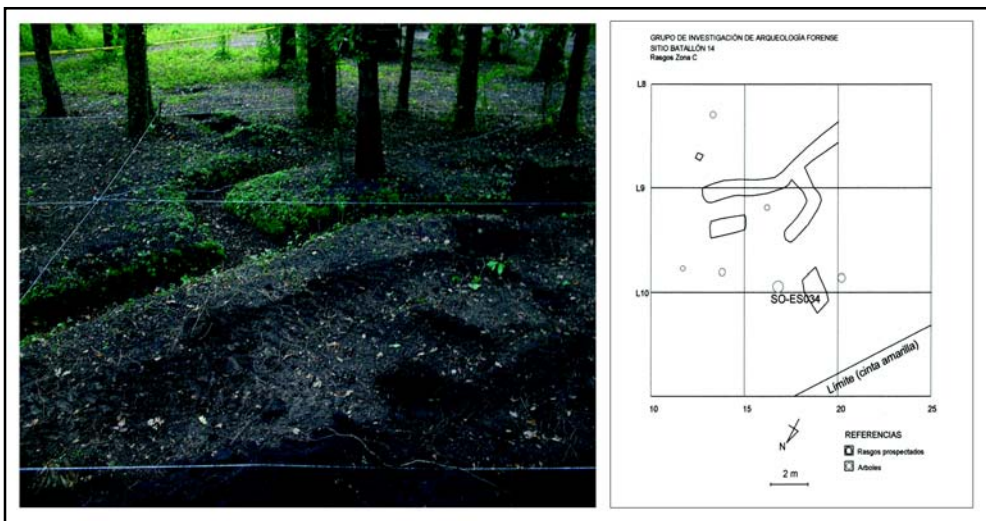 GRUPO DE INVESTIGACIÓN DE ARQUEOLOGÍA FORENSE
SITIO BATALLÓN 14
Rasgos Zona C
L8
L9
L10
SO-ES034
Límite (cinta amarilla)
10 15 20 25
N
REFERENCIAS
Rasgos prospectados
Arboles
2 m